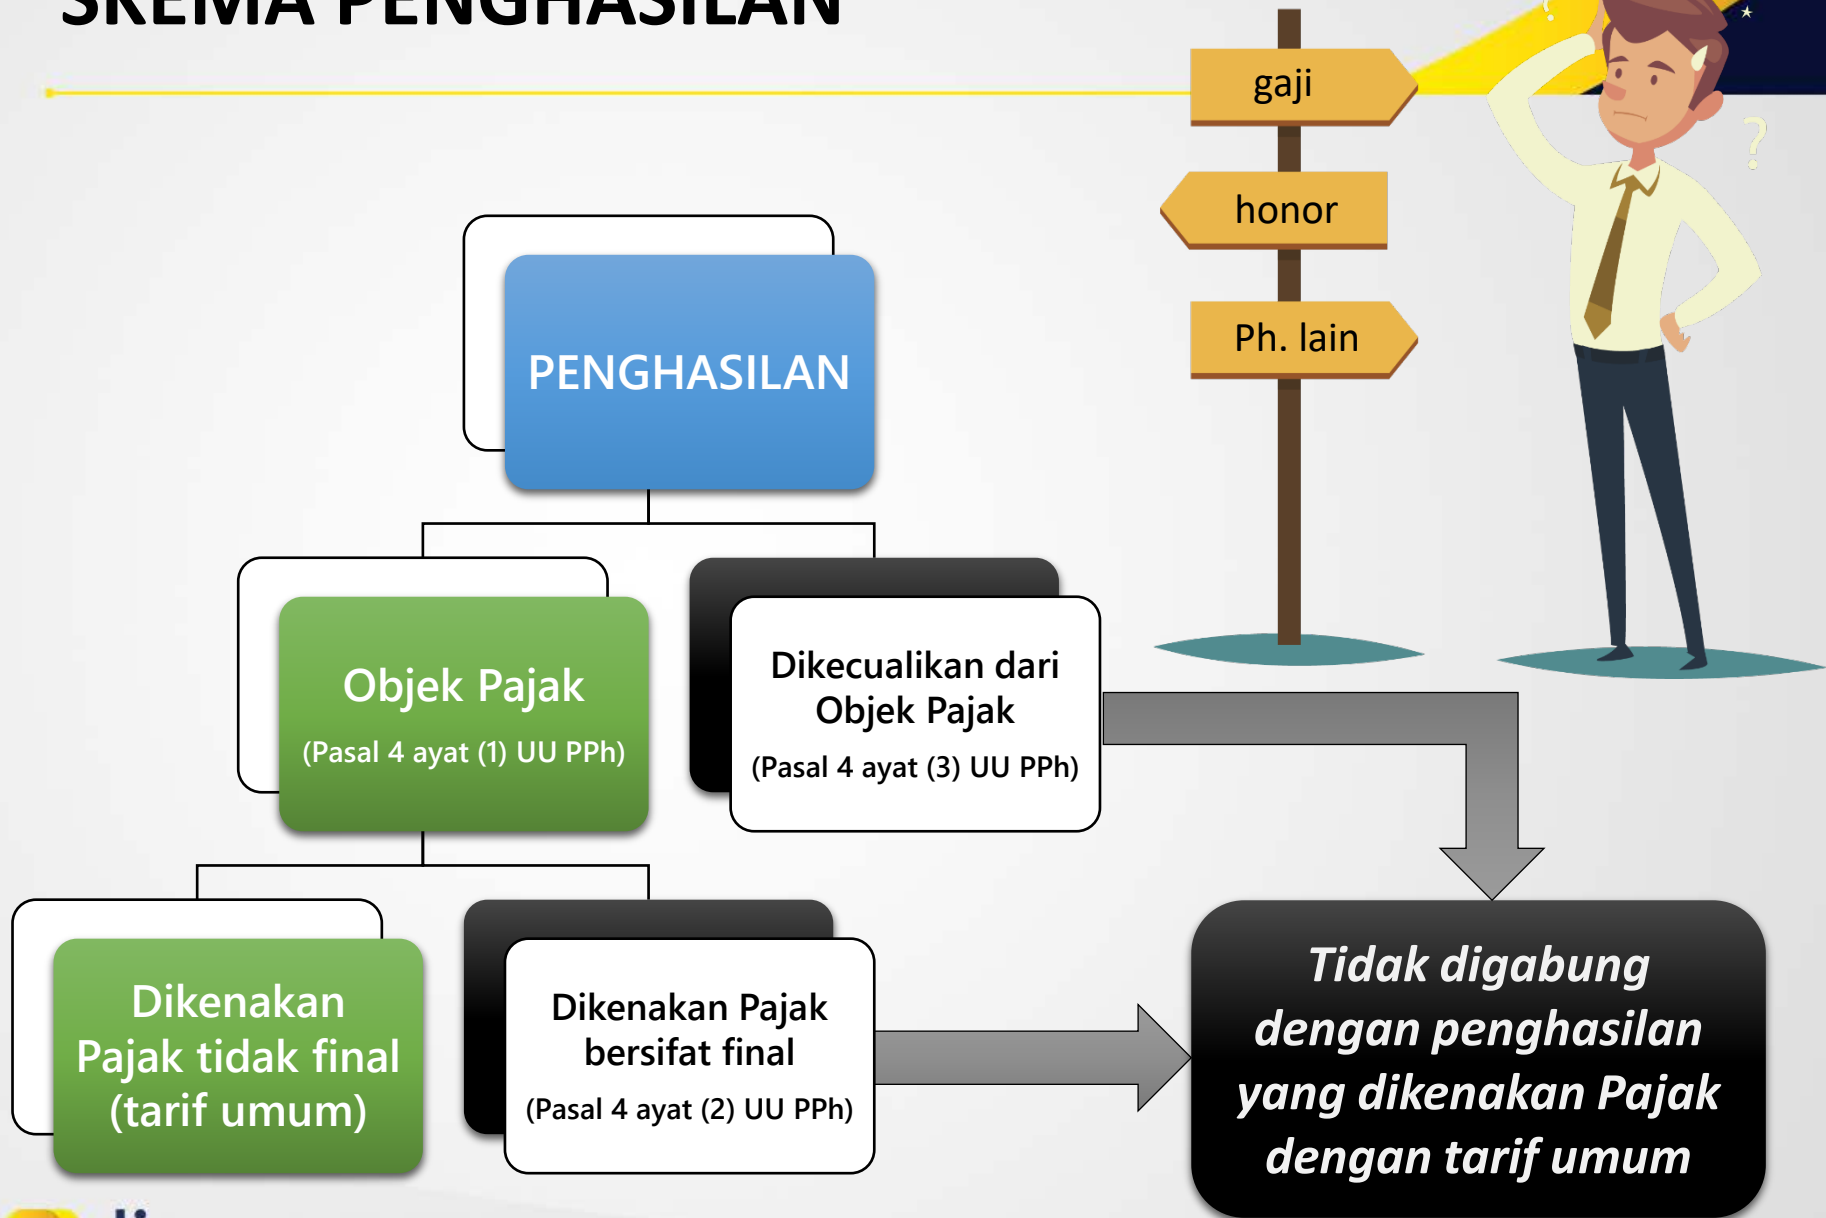 SKEMA PENGHASILAN
gaji
honor
Ph. lain
PENGHASILAN
Objek Pajak
(Pasal 4 ayat (1) UU PPh)
Dikecualikan dari
Objek Pajak
(Pasal 4 ayat (3) UU PPh)
Dikenakan
Pajak tidak final
(tarif umum)
Dikenakan Pajak
bersifat final
(Pasal 4 ayat (2) UU PPh)
Tidak digabung
dengan penghasilan
yang dikenakan Pajak
dengan tarif umum